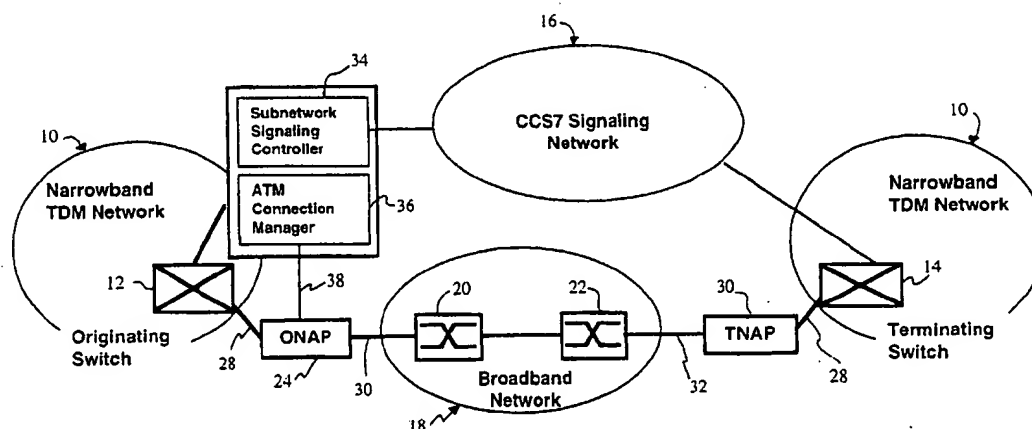 16
34
Subnetwork
Signaling
Controller
CCS7 Signaling
Network
10
10
Narrowband
TDM Network
ATM
Connection
Manager
36
Narrowband
TDM Network
12
38
20
22
30
14
Originating
Switch
28
ONAP
24
30
Broadband
Network
32
TNAP
28
Terminating
Switch
18